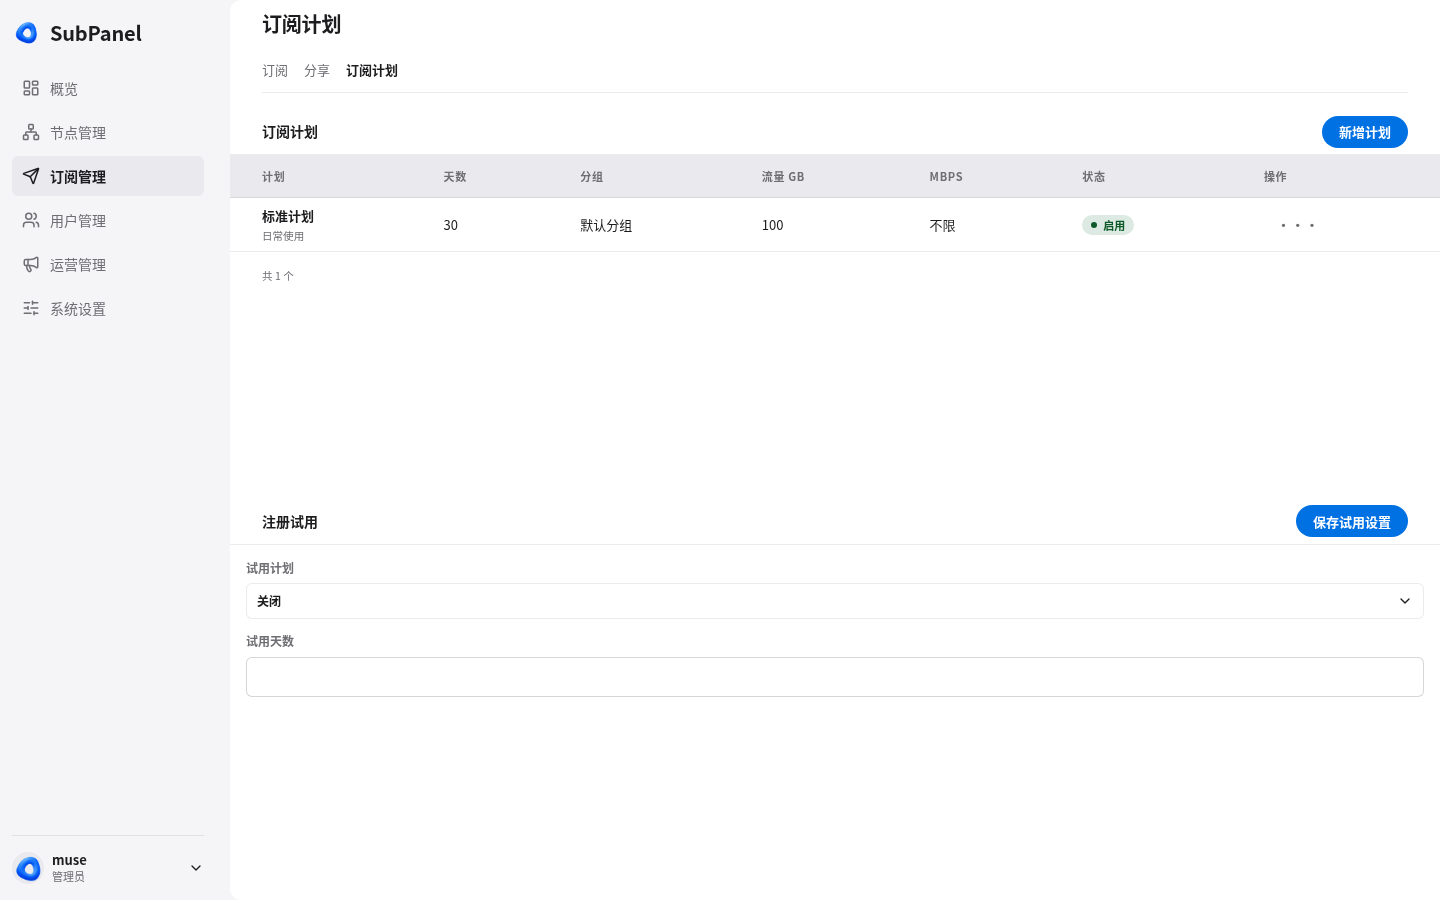 SubPanel
概览
节点管理
订阅管理
用户管理
运营管理
系统设置
muse
管理员
订阅计划
订阅 分享 订阅计划
订阅计划 新增计划
计划 天数 分组 流量 GB MBPS 状态 操作
标准计划 30 默认分组 100 不限 启用
日常使用
共 1 个
注册试用 保存试用设置
试用计划
关闭
试用天数